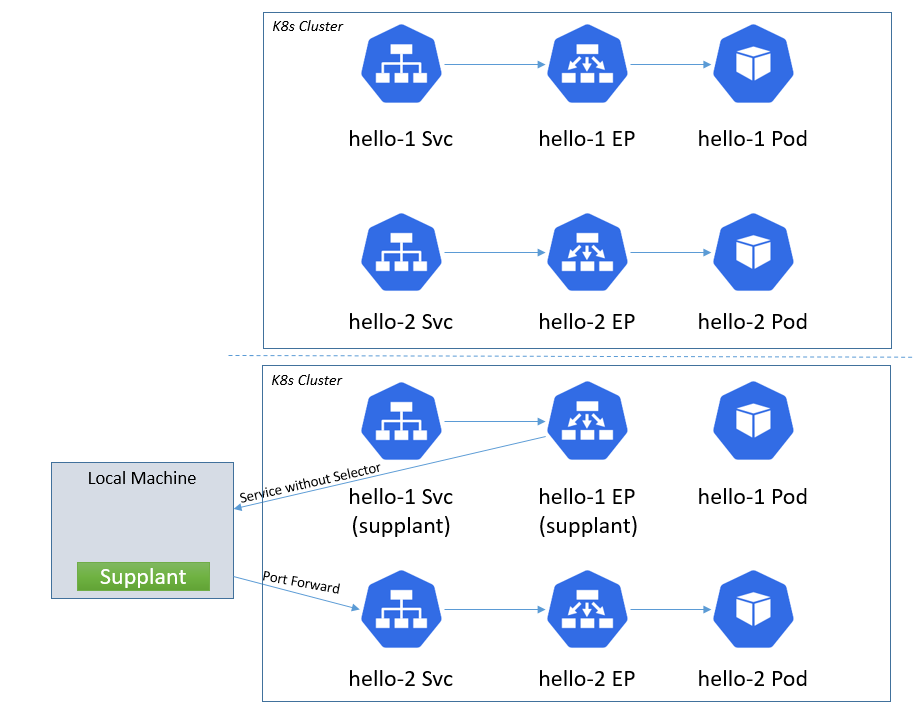 K8s Cluster
hello-1 Svc
hello-1 EP
hello-1 Pod
hello-2 Svc
hello-2 EP
hello-2 Pod
K8s Cluster
Local Machine
Supplant
Service without Selector
hello-1 Svc
(supplant)
hello-1 EP
(supplant)
hello-1 Pod
Port Forward
hello-2 Svc
hello-2 EP
hello-2 Pod